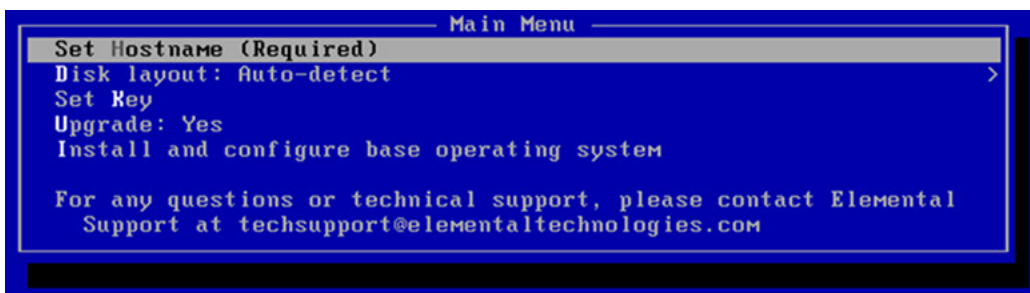 Main Menu
Set Hostname (Required)
Disk layout: Auto-detect >
Set Key
Upgrade: Yes
Install and configure base operating system
For any questions or technical support, please contact Elemental
Support at techsupport@elementaltechnologies.com